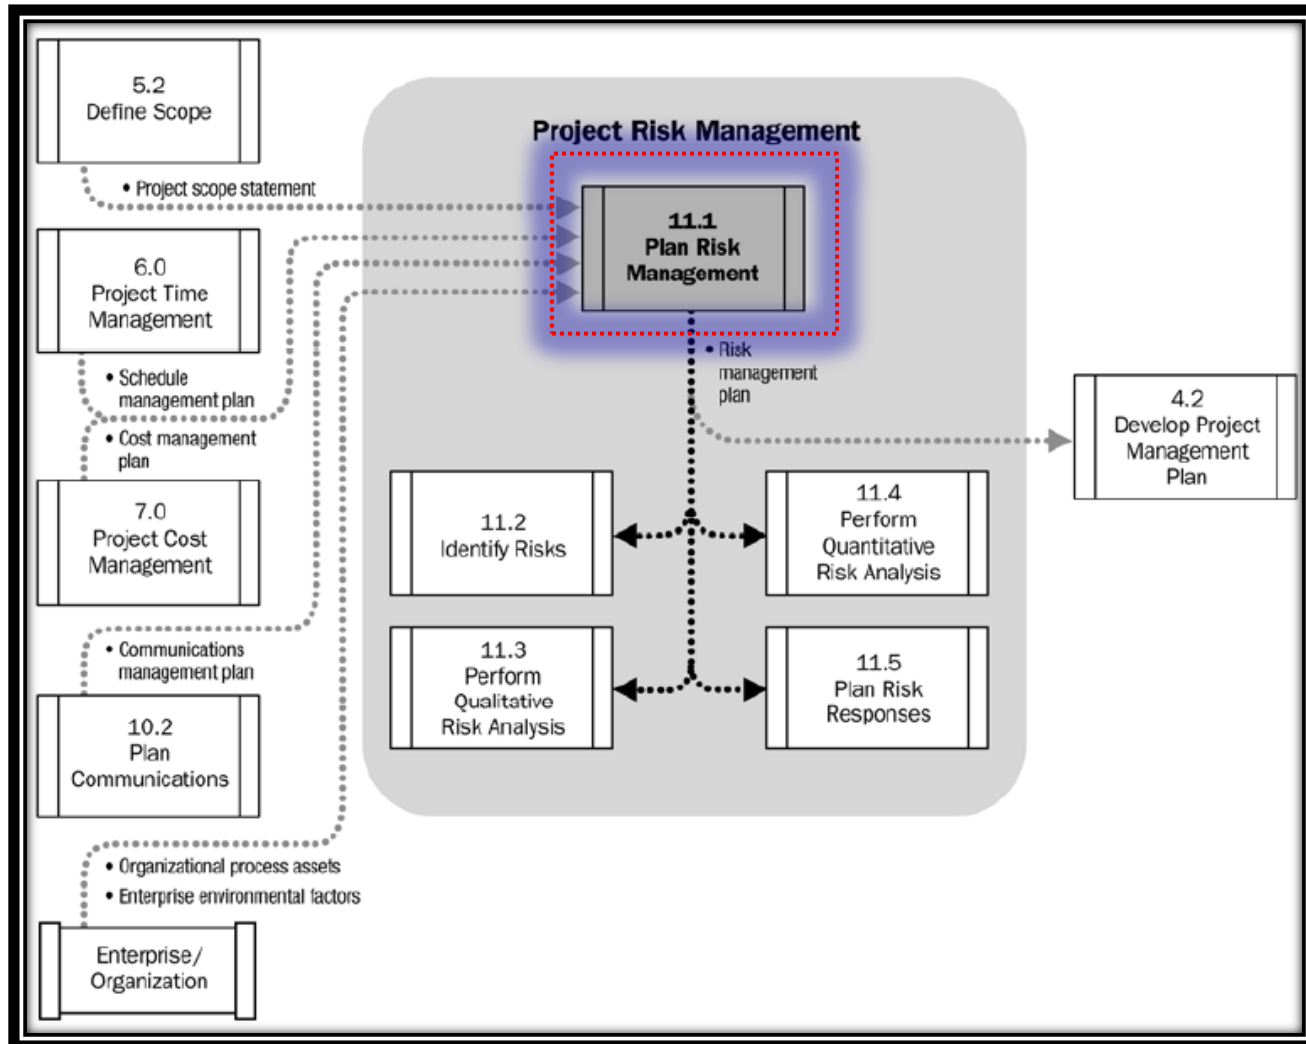 5.2
Define Scope
• Project scope statement
6.0
Project Time
Management
• Schedule
management plan
• Cost management
plan
7.0
Project Cost
Management
• Communications
management plan
10.2
Plan
Communications
• Organizational process assets
• Enterprise environmental factors
Enterprise/
Organization
Project Risk Management
11.1
Plan Risk
Management
• Risk
management
plan
11.2
Identify Risks
11.4
Perform
Quantitative
Risk Analysis
11.3
Perform
Qualitative
Risk Analysis
11.5
Plan Risk
Responses
4.2
Develop Project
Management
Plan